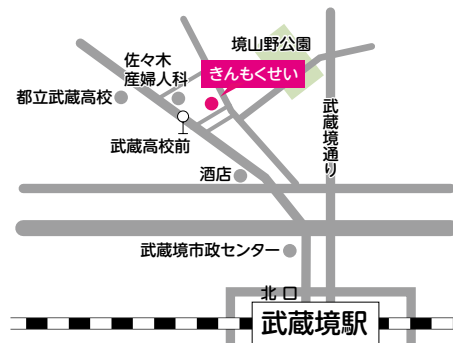 境山野公園
佐々木
産婦人科
きんもくせい
都立武蔵高校
武蔵高校前
武蔵境通り
酒店
武蔵境市政センター
北口
武蔵境駅